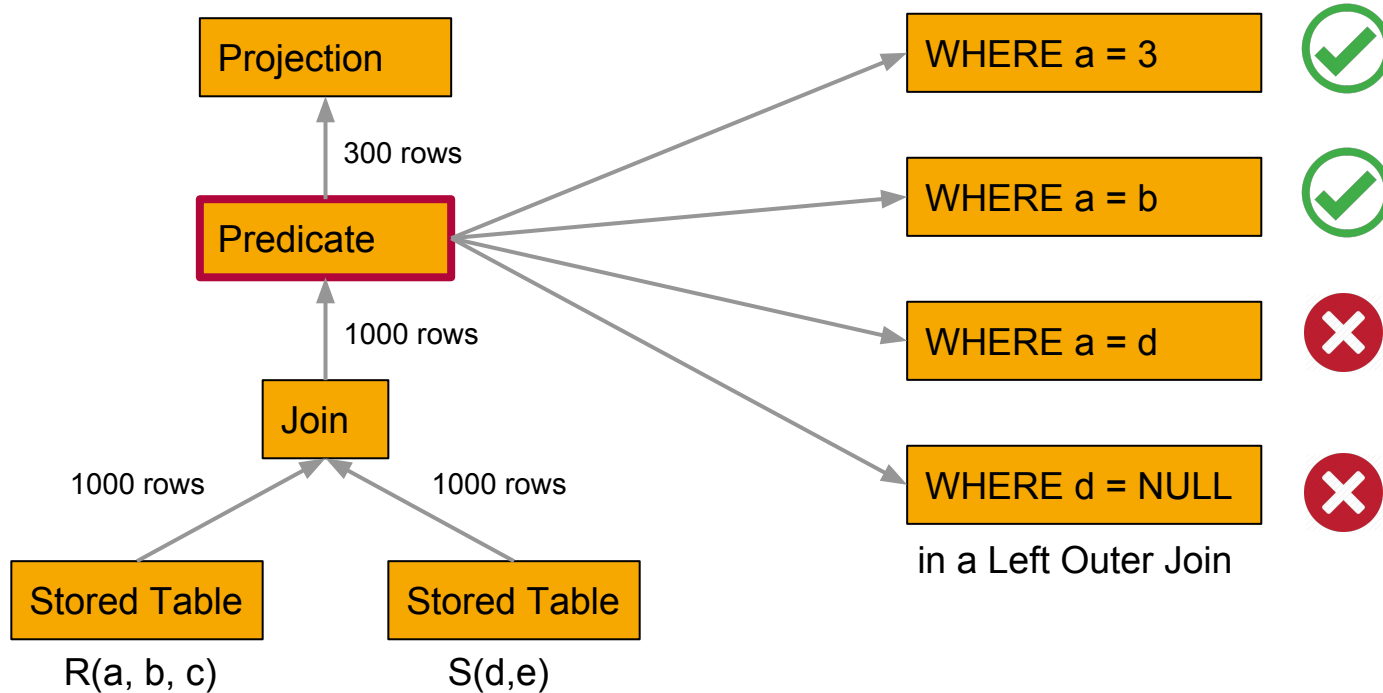 Projection
300 rows
Predicate
1000 rows
Join
1000 rows
1000 rows
Stored Table
Stored Table
R(a, b, c)
S(d,e)
WHERE a = 3
WHERE a = b
WHERE a = d
WHERE d = NULL
in a Left Outer Join